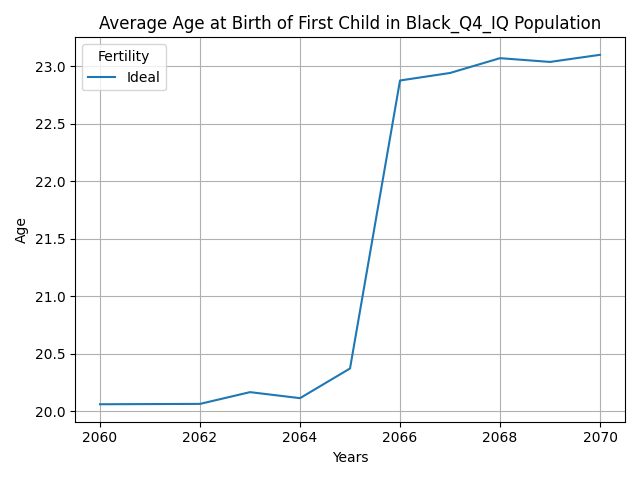 Average Age at Birth of First Child in Black_Q4_IQ Population
Fertility
Ideal
Age
23.0
22.5
22.0
21.5
21.0
20.5
20.0
2060 2062 2064 2066 2068 2070
Years